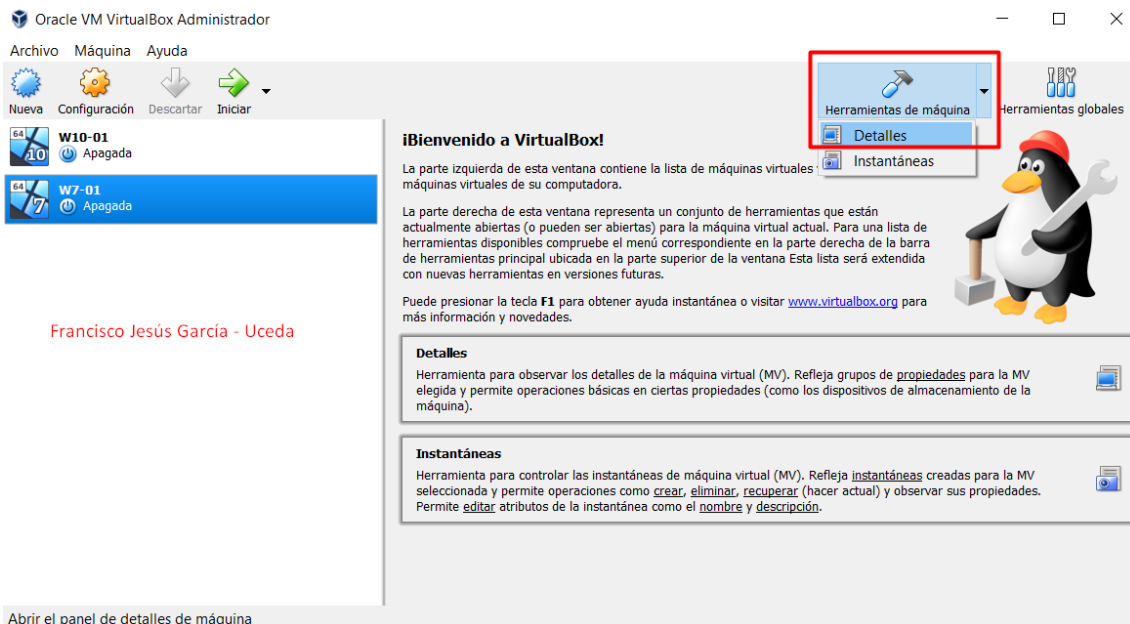 Oracle VM VirtualBox Administrador
Archivo Máquina Ayuda
Nueva Configuración Descartar Iniciar
Herramientas de máquina
Herramientas globales
Detalles
Instantáneas
64 10 W10-01
Apagada
64 7 W7-01
Apagada
Francisco Jesús García - Uceda
¡Bienvenido a VirtualBox!
La parte izquierda de esta ventana contiene la lista de máquinas virtuales
máquinas virtuales de su computadora.
La parte derecha de esta ventana representa un conjunto de herramientas que están
actualmente abiertas (o pueden ser abiertas) para la máquina virtual actual. Para una lista de
herramientas disponibles compruebe el menú correspondiente en la parte derecha de la barra
de herramientas principal ubicada en la parte superior de la ventana Esta lista será extendida
con nuevas herramientas en versiones futuras.
Puede presionar la tecla F1 para obtener ayuda instantánea o visitar www.virtualbox.org para
más información y novedades.
Detalles
Herramienta para observar los detalles de la máquina virtual (MV). Refleja grupos de propiedades para la MV
elegida y permite operaciones básicas en ciertas propiedades (como los dispositivos de almacenamiento de la
máquina).
Instantáneas
Herramienta para controlar las instantáneas de máquina virtual (MV). Refleja instantáneas creadas para la MV
seleccionada y permite operaciones como crear, eliminar, recuperar (hacer actual) y observar sus propiedades.
Permite editar atributos de la instantánea como el nombre y descripción.
Abrir el panel de detalles de máquina